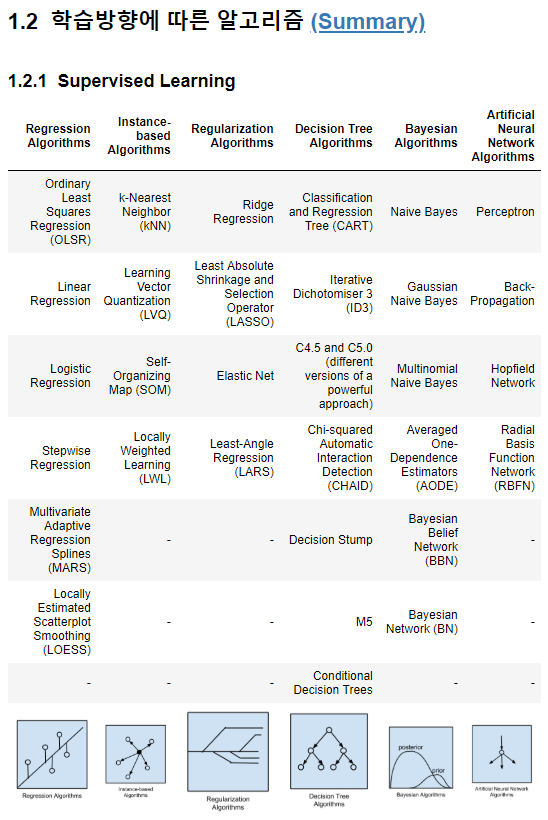 1.2 학습방향에 따른 알고리즘 (Summary)
1.2.1 Supervised Learning
Regression Algorithms Instance-based Algorithms Regularization Algorithms Decision Tree Algorithms Bayesian Algorithms Artificial Neural Network Algorithms
Ordinary Least Squares Regression (OLSR) k-Nearest Neighbor (kNN) Ridge Regression Classification and Regression Tree (CART) Naive Bayes Perceptron
Linear Regression Learning Vector Quantization (LVQ) Least Absolute Shrinkage and Selection Operator (LASSO) Iterative Dichotomiser 3 (ID3) Gaussian Naive Bayes Back-Propagation
Logistic Regression Self-Organizing Map (SOM) Elastic Net C4.5 and C5.0 (different versions of a powerful approach) Multinomial Naive Bayes Hopfield Network
Stepwise Regression Locally Weighted Learning (LWL) Least-Angle Regression (LARS) Chi-squared Automatic Interaction Detection (CHAID) Averaged One-Dependence Estimators (AODE) Radial Basis Function Network (RBFN)
Multivariate Adaptive Regression Splines (MARS) - - Decision Stump Bayesian Belief Network (BBN) -
Locally Estimated Scatterplot Smoothing (LOESS) - - M5 Bayesian Network (BN) -
- - - Conditional Decision Trees - -
posterior
prior
Regression Algorithms
Instance-based Algorithms
Regularization Algorithms
Decision Tree Algorithms
Bayesian Algorithms
Artificial Neural Network Algorithms